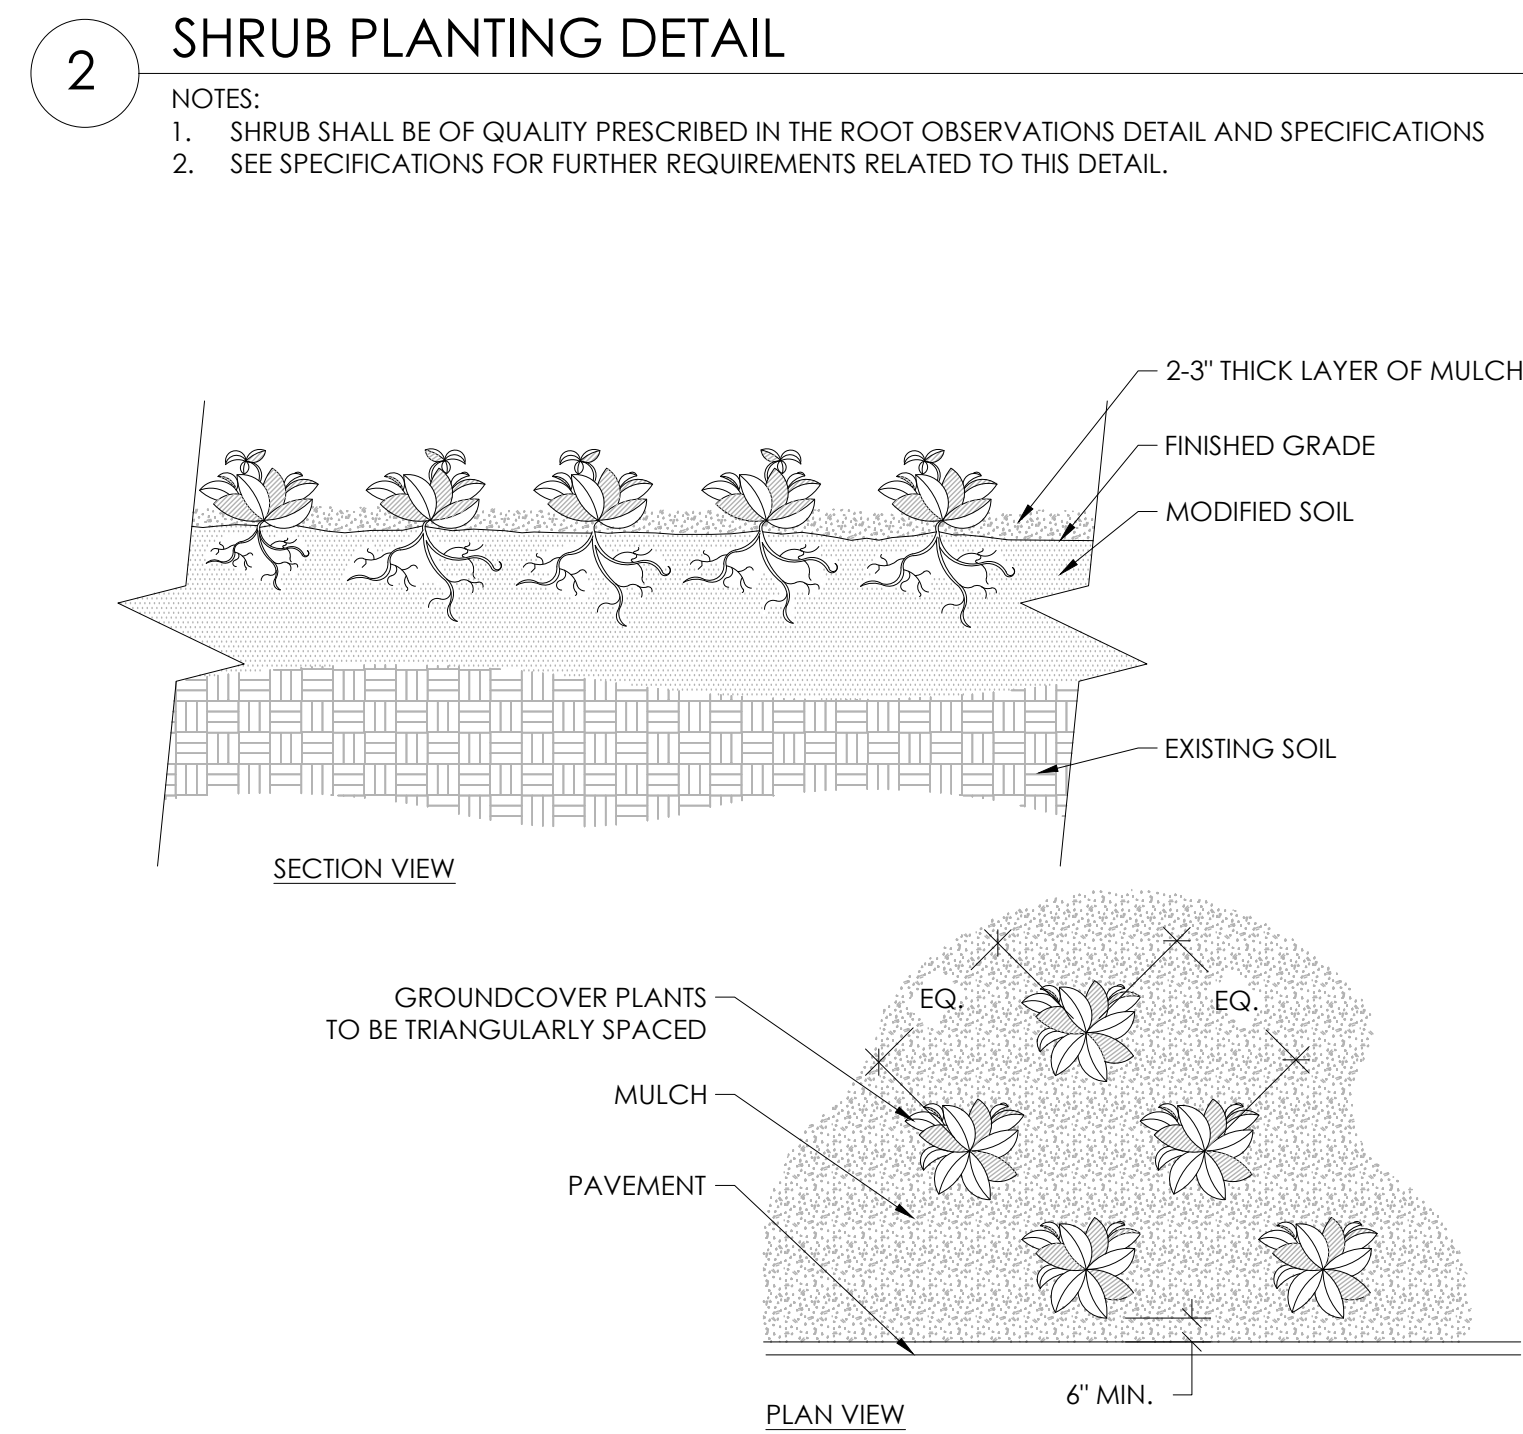 2
SHRUB PLANTING DETAIL
NOTES:
1. SHRUB SHALL BE OF QUALITY PRESCRIBED IN THE ROOT OBSERVATIONS DETAIL AND SPECIFICATIONS
2. SEE SPECIFICATIONS FOR FURTHER REQUIREMENTS RELATED TO THIS DETAIL.
2-3" THICK LAYER OF MULCH
FINISHED GRADE
MODIFIED SOIL
EXISTING SOIL
SECTION VIEW
GROUNDCOVER PLANTS
TO BE TRIANGULARLY SPACED
EQ.
EQ.
MULCH
PAVEMENT
6" MIN.
PLAN VIEW